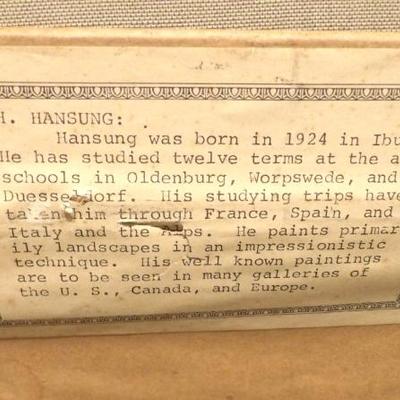 H. HANSUNG:
Hansung was born in 1924 in Ibu
He has studied twelve terms at the a
schools in Oldenburg, Worpswede, and
Duesseldorf. His studying trips have
taken him through France, Spain, and
Italy and the Alps. He paints primar
ily landscapes in an impressionistic
technique. His well known paintings
are to be seen in many galleries of
the U. S., Canada, and Europe.